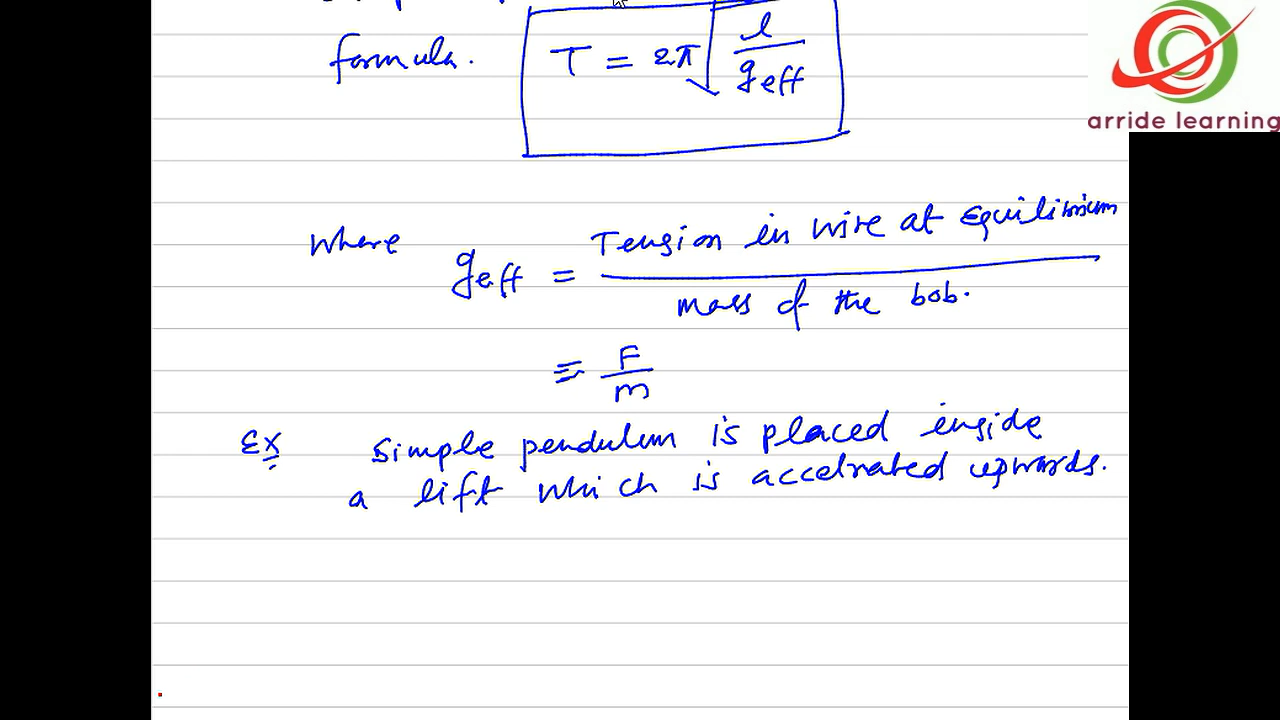 formula. T = 2π√(l/geff)
arride learning
where geff = Tension in wire at Equilibrium / mass of the bob.
≡ F/m
Ex Simple pendulum is placed inside
a lift which is accelrated upwards.